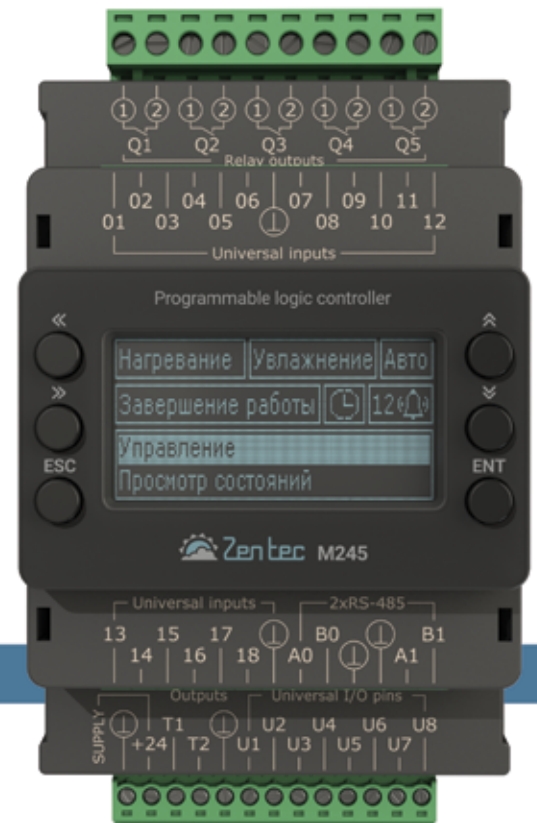 1 2 1 2 1 2 1 2 1 2
Q1 Q2 Q3 Q4 Q5
Relay outputs
02 04 06 07 09 11
01 03 05 08 10 12
Universal inputs
Programmable logic controller
«
»
ESC
Нагревание Увлажнение Авто
Завершение работы 12
Управление
Просмотр состояний
ENT
Zentec M245
Universal inputs 2xRS-485
13 15 17 B0 B1
14 16 18 A0 A1
SUPPLY
Outputs Universal I/O pins
T1 U2 U4 U6 U8
+24 T2 U1 U3 U5 U7